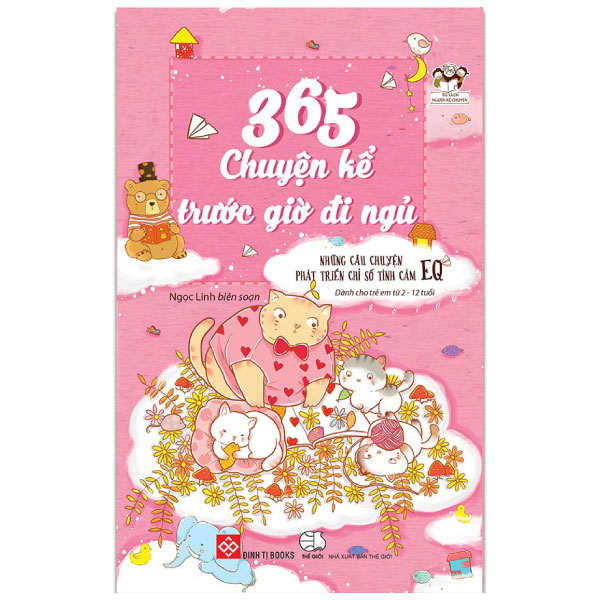 TỦ SÁCH
NGƯỜI KỂ CHUYỆN
365
Chuyện kể
trước giờ đi ngủ
NHỮNG CÂU CHUYỆN
PHÁT TRIỂN CHỈ SỐ TÌNH CẢM EQ
Dành cho trẻ em từ 2 - 12 tuổi
Ngọc Linh biên soạn
ĐINH TỊ BOOKS
THẾ GIỚI
NHÀ XUẤT BẢN THẾ GIỚI